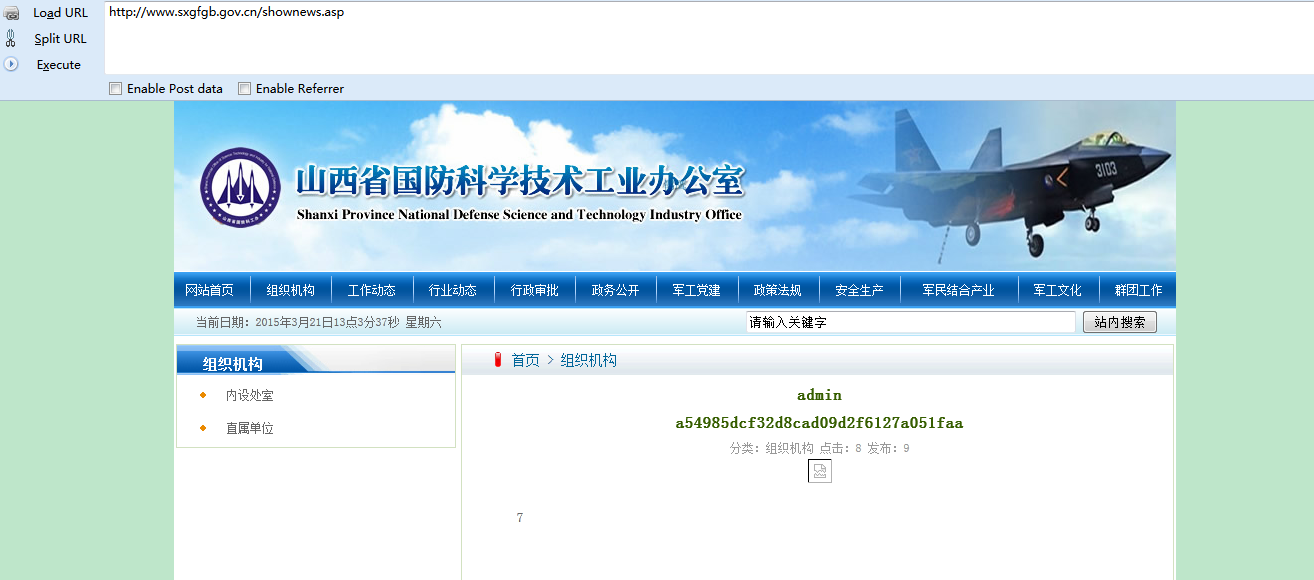 Load URL
http://www.sxgfgb.gov.cn/shownews.asp
Split URL
Execute
Enable Post data
Enable Referrer
山西省国防科学技术工业办公室
Shanxi Province National Defense Science and Technology Industry Office
3103
网站首页 组织机构 工作动态 行业动态 行政审批 政务公开 军工党建 政策法规 安全生产 军民结合产业 军工文化 群团工作
当前日期：2015年3月21日13点3分37秒 星期六
请输入关键字
站内搜索
组织机构
内设处室
直属单位
首页 > 组织机构
admin
a54985dcf32d8cad09d2f6127a051faa
分类：组织机构 点击：8 发布：9
7